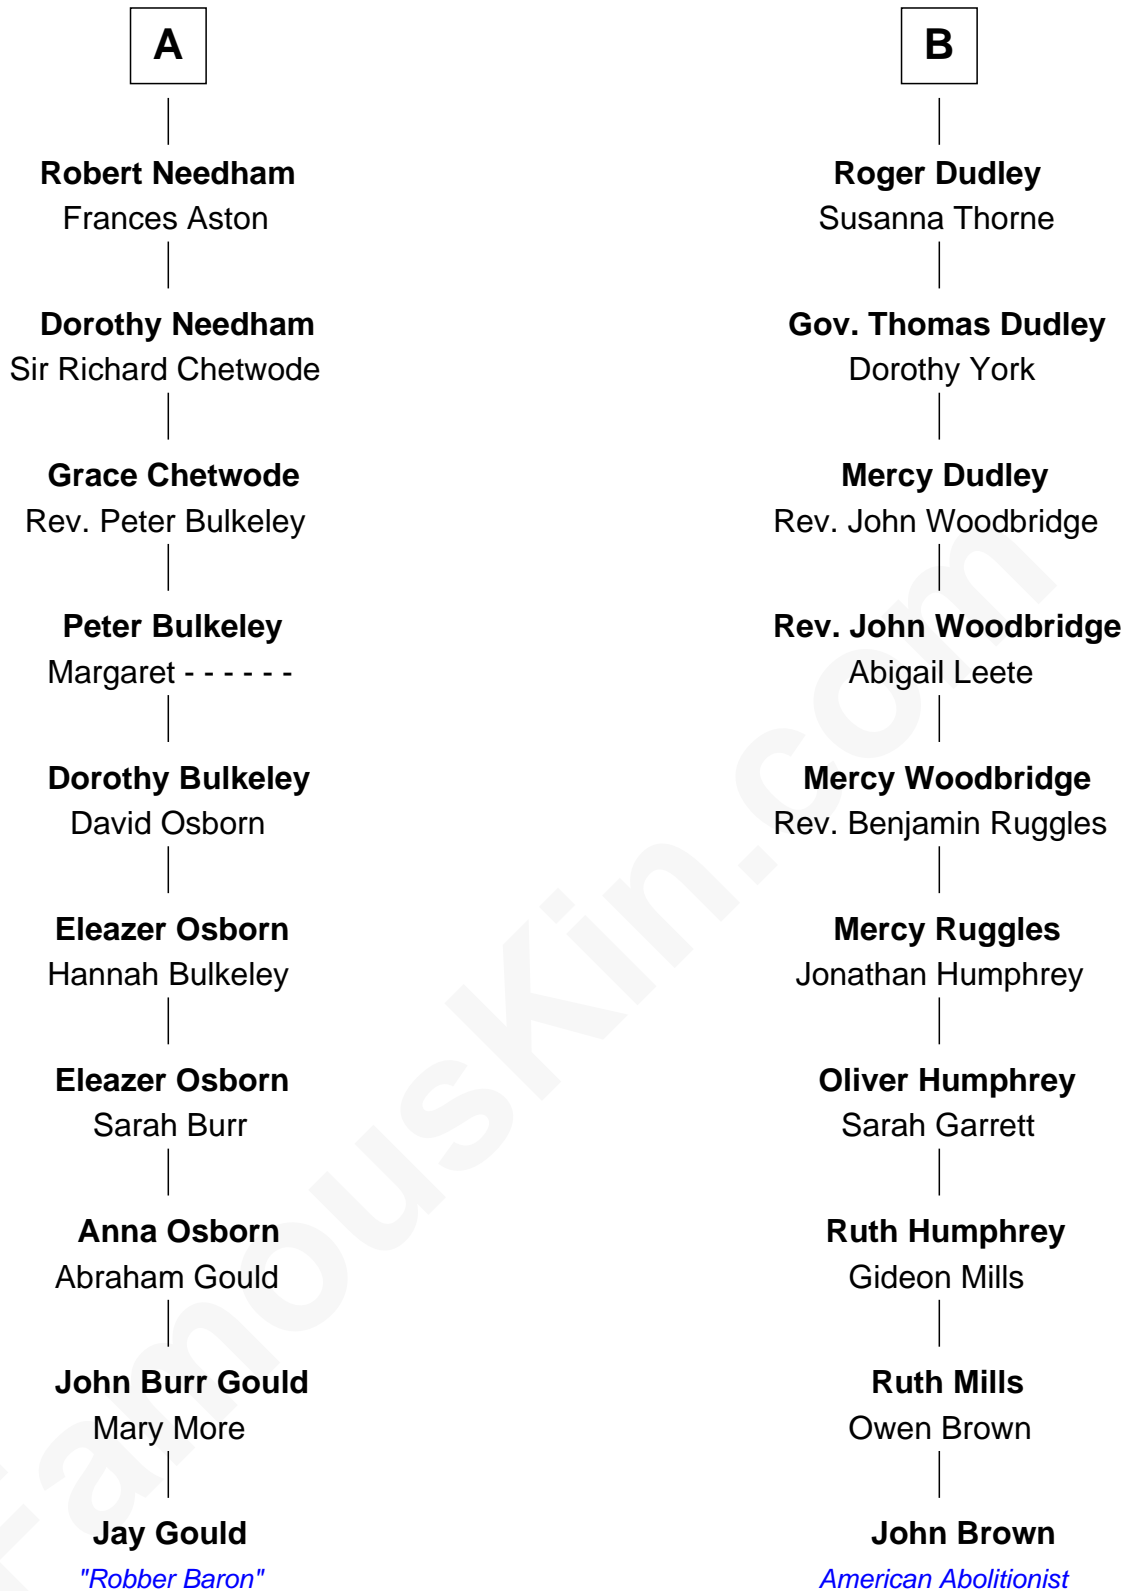 A
Robert Needham
Frances Aston
Dorothy Needham
Sir Richard Chetwode
Grace Chetwode
Rev. Peter Bulkeley
Peter Bulkeley
Margaret - - - - - -
Dorothy Bulkeley
David Osborn
Eleazer Osborn
Hannah Bulkeley
Eleazer Osborn
Sarah Burr
Anna Osborn
Abraham Gould
John Burr Gould
Mary More
Jay Gould
"Robber Baron"
B
Roger Dudley
Susanna Thorne
Gov. Thomas Dudley
Dorothy York
Mercy Dudley
Rev. John Woodbridge
Rev. John Woodbridge
Abigail Leete
Mercy Woodbridge
Rev. Benjamin Ruggles
Mercy Ruggles
Jonathan Humphrey
Oliver Humphrey
Sarah Garrett
Ruth Humphrey
Gideon Mills
Ruth Mills
Owen Brown
John Brown
American Abolitionist
FamousKin.com